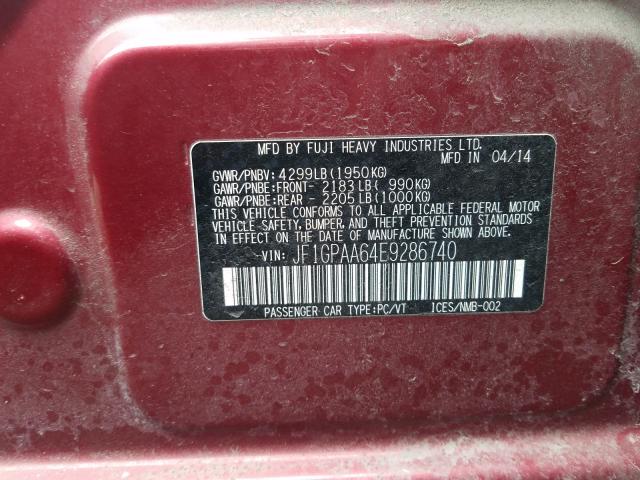 MFD BY FUJI HEAVY INDUSTRIES LTD.
MFD IN 04/14
GVWR/PNBV: 4299LB(1950KG)
GAWR/PNBE:FRONT- 2183LB( 990KG)
GAWR/PNBE:REAR - 2205LB(1000KG)
THIS VEHICLE CONFORMS TO ALL APPLICABLE FEDERAL MOTOR
VEHICLE SAFETY, BUMPER, AND THEFT PREVENTION STANDARDS
IN EFFECT ON THE DATE OF MANUFACTURE SHOWN ABOVE.
VIN: JF1GPAA64E9286740
PASSENGER CAR TYPE:PC/VT ICES/NMB-002